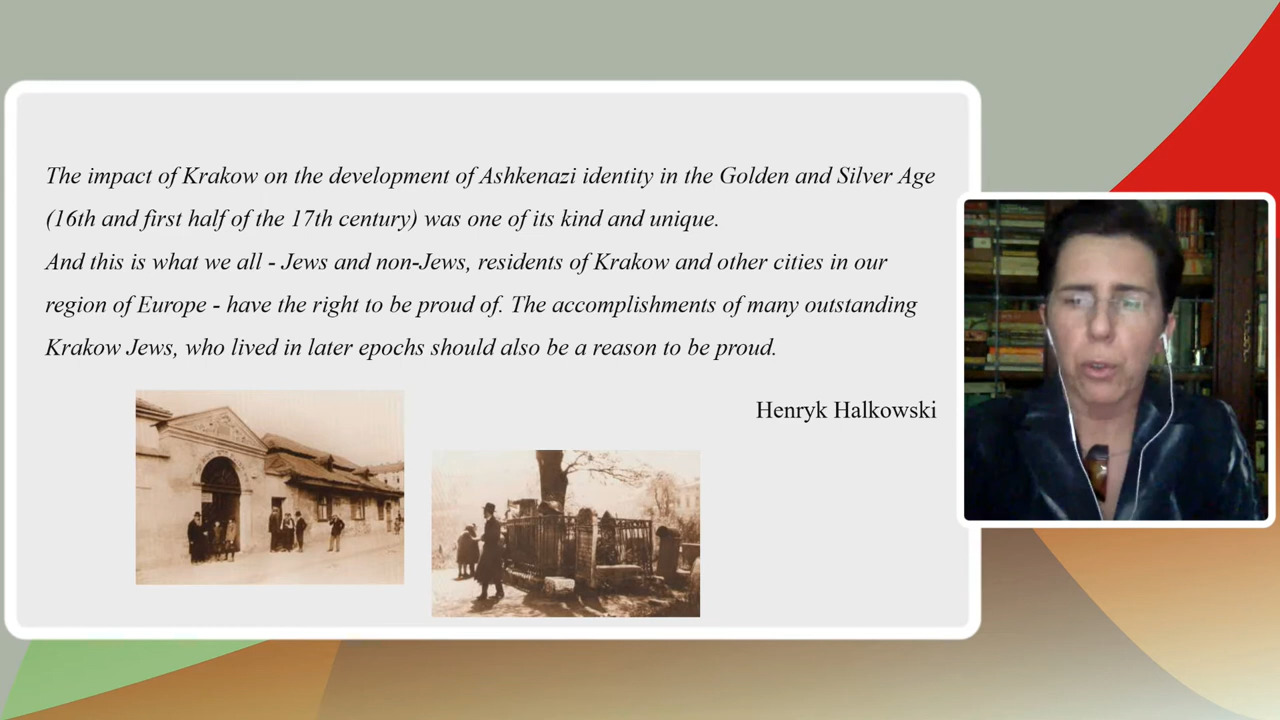 The impact of Krakow on the development of Ashkenazi identity in the Golden and Silver Age
(16th and first half of the 17th century) was one of its kind and unique.
And this is what we all - Jews and non-Jews, residents of Krakow and other cities in our
region of Europe - have the right to be proud of. The accomplishments of many outstanding
Krakow Jews, who lived in later epochs should also be a reason to be proud.
Henryk Halkowski